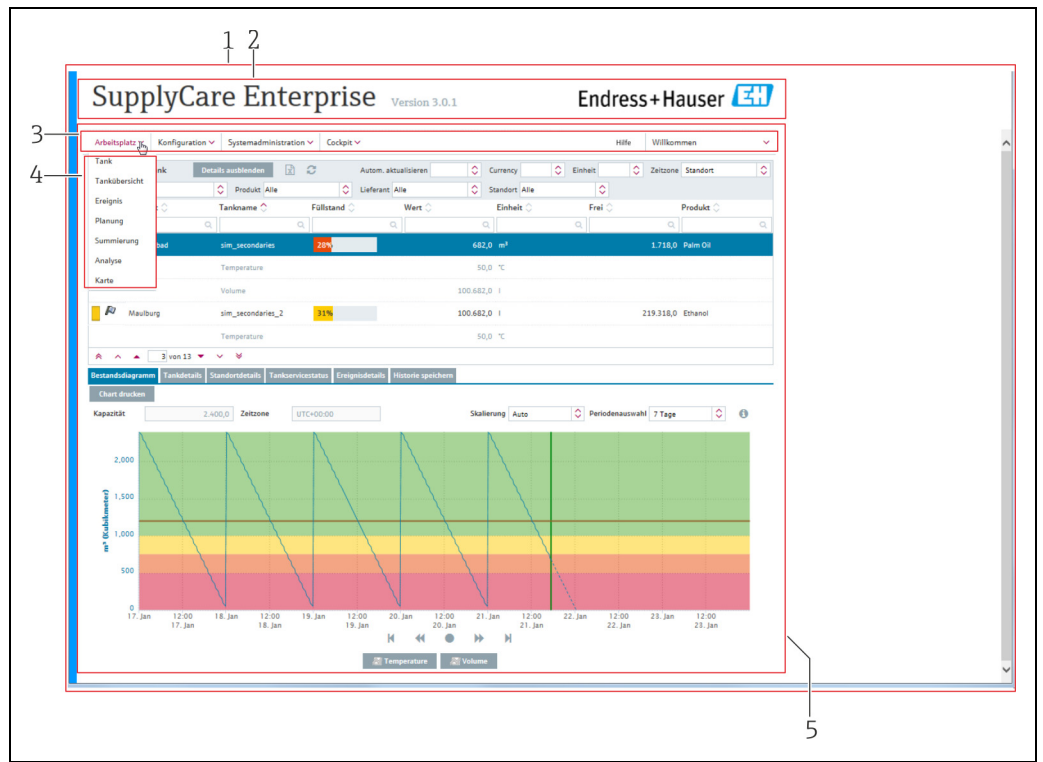 1 2
SupplyCare Enterprise Version 3.0.1 Endress+Hauser EH
3
Arbeitsplatz Konfiguration Systemadministration Cockpit Hilfe Willkommen
4
Tank
Tankübersicht
Ereignis
Planung
Summierung
Analyse
Karte
Details ausblenden Autom. aktualisieren Currency Einheit Zeitzone Standort
Produkt Alle Lieferant Alle Standort Alle
Tankname Füllstand Wert Einheit Frei Produkt
sim_secondaries 28% 682,0 m³ 1.718,0 Palm Oil
Temperature 50,0 °C
Volume 100.682,0 l
Maulburg sim_secondaries_2 31% 100.682,0 l 219.318,0 Ethanol
Temperature 50,0 °C
3 von 13
Bestandsdiagramm Tankdetails Standortdetails Tankservicestatus Ereignisdetails Historie speichern
Chart drucken
Kapazität 2.400,0 Zeitzone UTC+00:00 Skalierung Auto Periodenauswahl 7 Tage
m³ (Kubikmeter)
2,000
1,500
1,000
500
0
17. Jan 12:00 18. Jan 12:00 19. Jan 12:00 20. Jan 12:00 21. Jan 12:00 22. Jan 12:00 23. Jan 12:00
17. Jan 18. Jan 19. Jan 20. Jan 21. Jan 22. Jan 23. Jan
Temperature Volume
5